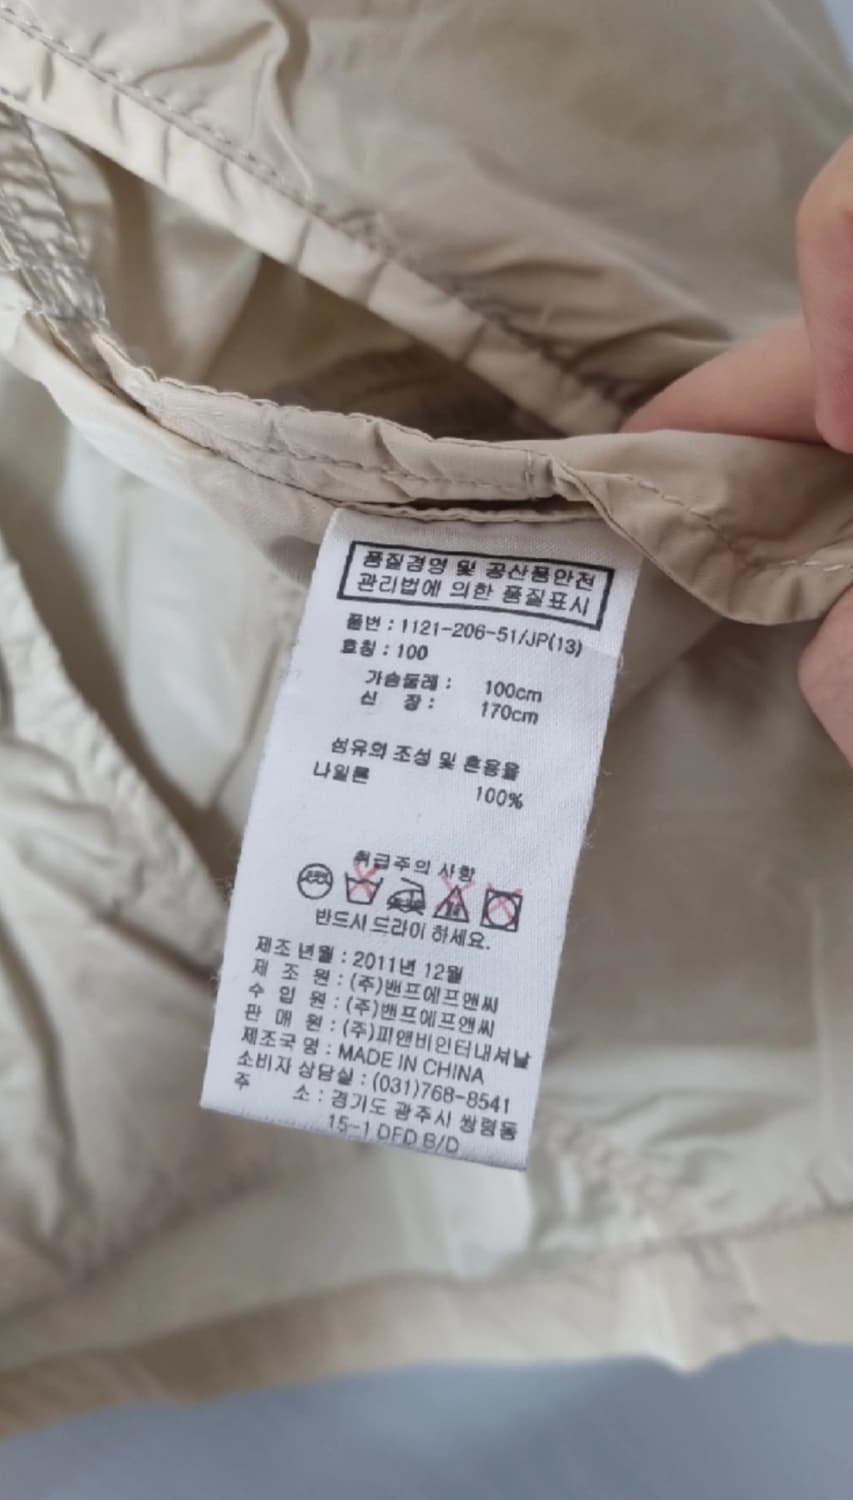 품질경영 및 공산품안전
관리법에 의한 품질표시
품번 : 1121-206-51/JP(13)
호칭 : 100
가슴둘레 : 100cm
신 장 : 170cm
섬유의 조성 및 혼용율
나일론 100%
취급주의 사항
반드시 드라이 하세요.
제조 년월 : 2011년 12월
제 조 원 : (주)밴프에프앤씨
수 입 원 : (주)밴프에프앤씨
판 매 원 : (주)피앤비인터내셔날
제조국 명 : MADE IN CHINA
소비자 상담실 : (031)768-8541
주 소 : 경기도 광주시 쌍령동
15-1 DFD B/D